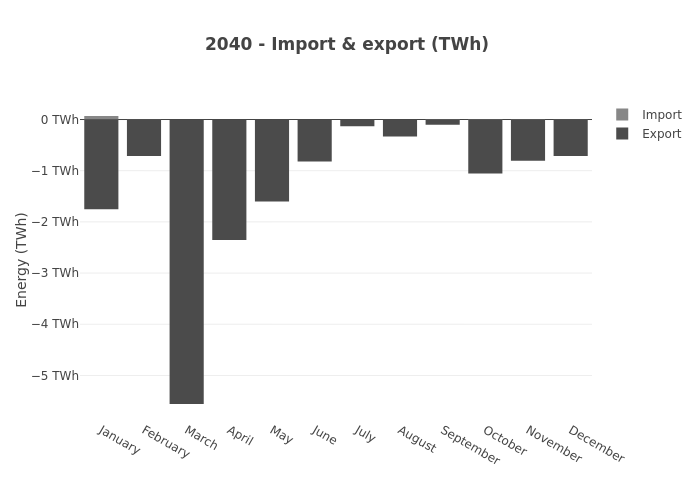 2040 - Import & export (TWh)
Import
Export
Energy (TWh)
0 TWh
−1 TWh
−2 TWh
−3 TWh
−4 TWh
−5 TWh
January
February
March
April
May
June
July
August
September
October
November
December